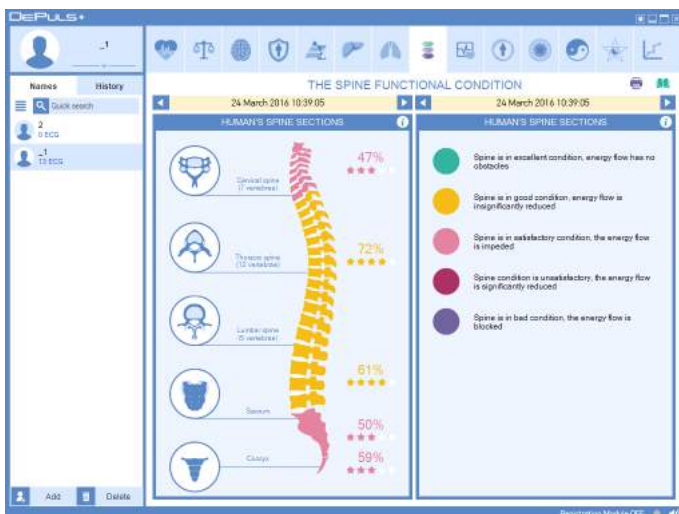 DePuls+
_1
Names
History
Quick search
2
0 ECG
_1
13 ECG
Add
Delete
THE SPINE FUNCTIONAL CONDITION
24 March 2016 10:39:05
24 March 2016 10:39:05
HUMAN'S SPINE SECTIONS
Cervical spine
(7 vertebrae)
47%
Thoracic spine
(12 vertebrae)
72%
Lumbar spine
(5 vertebrae)
61%
Sacrum
50%
Coccyx
59%
HUMAN'S SPINE SECTIONS
Spine is in excellent condition, energy flow has no
obstacles
Spine is in good condition, energy flow is
insignificantly reduced
Spine is in satisfactory condition, the energy flow
is impeded
Spine condition is unsatisfactory, the energy flow
is significantly reduced
Spine is in bad condition, the energy flow is
blocked
Registration Module OFF